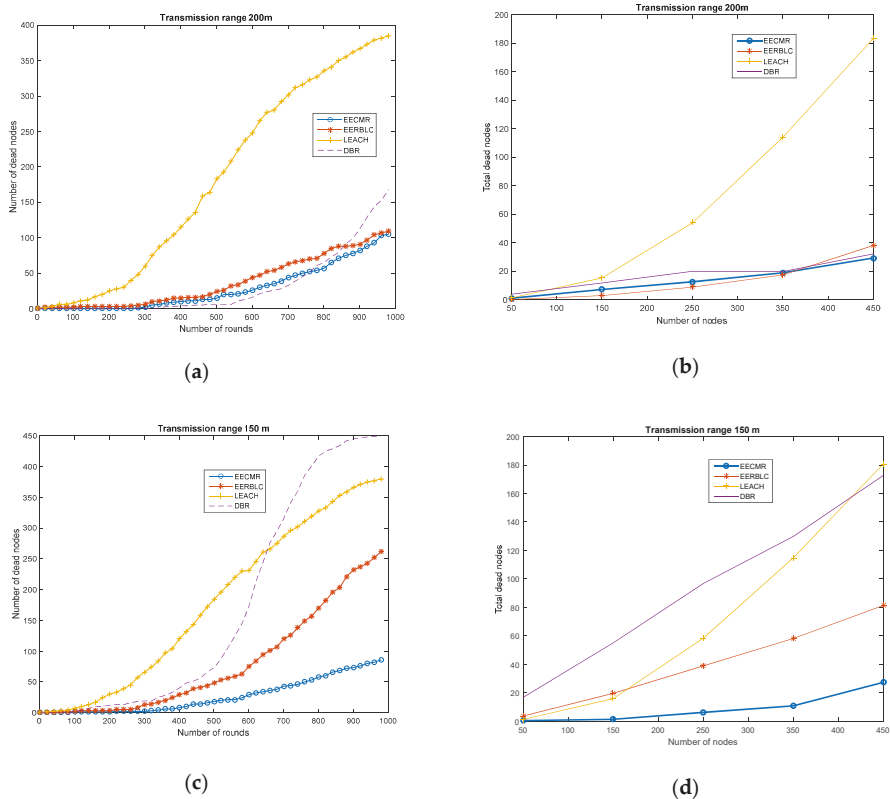 Transmission range 200m
Number of dead nodes
400
350
300
250
200
150
100
50
0
EECMR
EERBLC
LEACH
DBR
0 100 200 300 400 500 600 700 800 900 1000
Number of rounds
(a)
Transmission range 200m
Total dead nodes
200
180
160
140
120
100
80
60
40
20
0
EECMR
EERBLC
LEACH
DBR
50 100 150 200 250 300 350 400 450
Number of nodes
(b)
Transmission range 150 m
Number of dead nodes
450
400
350
300
250
200
150
100
50
0
EECMR
EERBLC
LEACH
DBR
0 100 200 300 400 500 600 700 800 900 1000
Number of rounds
(c)
Transmission range 150 m
Total dead nodes
200
180
160
140
120
100
80
60
40
20
0
EECMR
EERBLC
LEACH
DBR
50 100 150 200 250 300 350 400 450
Number of nodes
(d)